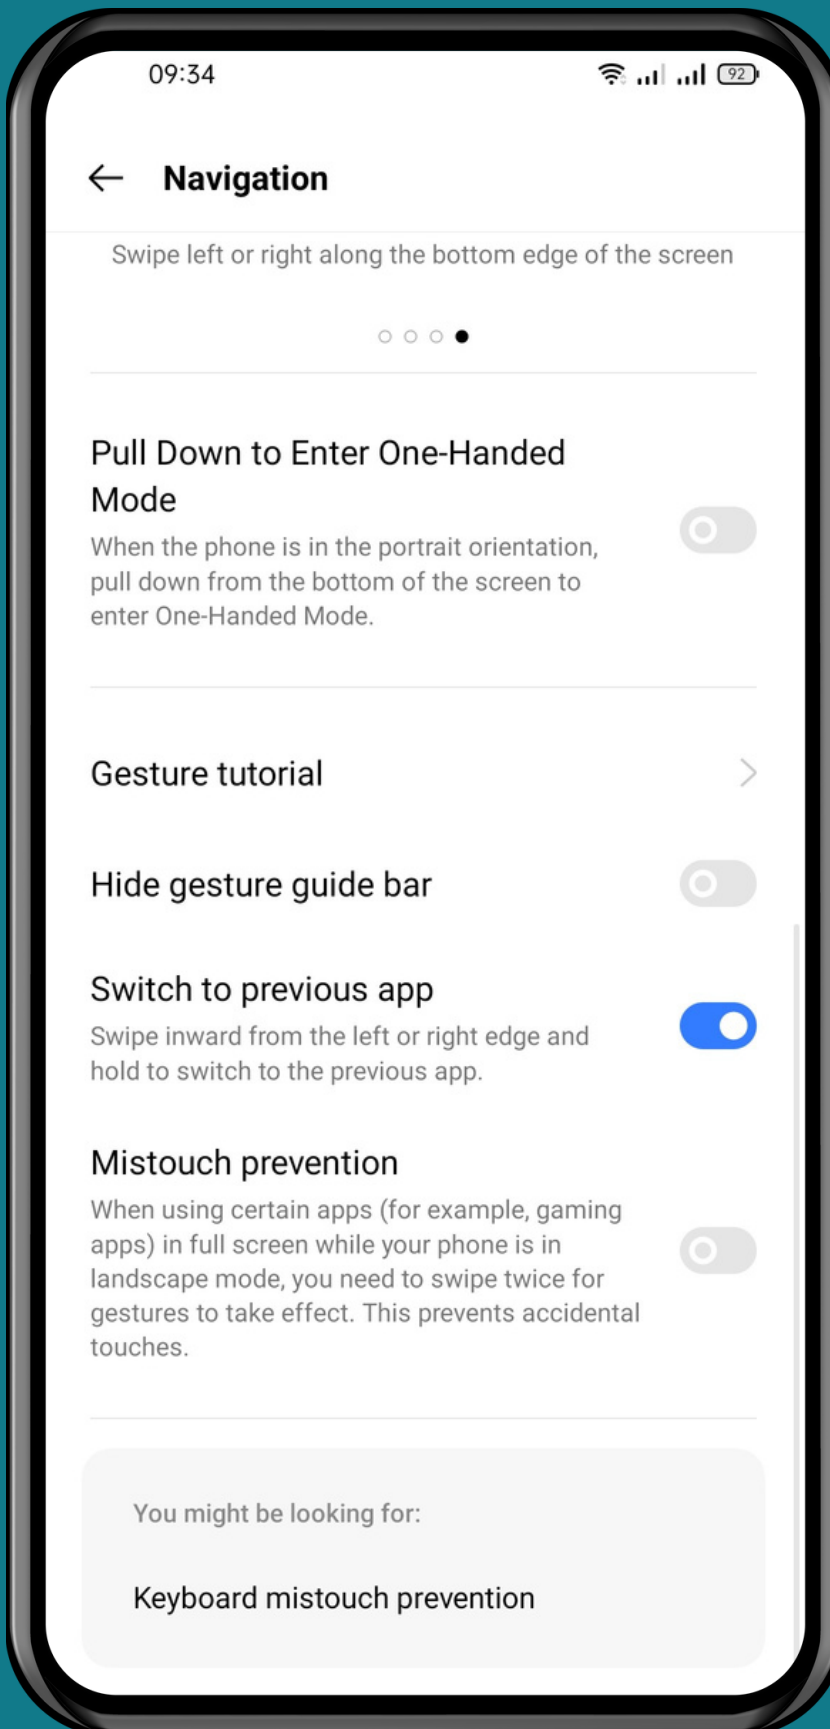 09:34
92
Navigation
Swipe left or right along the bottom edge of the screen
Pull Down to Enter One-Handed
Mode
When the phone is in the portrait orientation,
pull down from the bottom of the screen to
enter One-Handed Mode.
Gesture tutorial
Hide gesture guide bar
Switch to previous app
Swipe inward from the left or right edge and
hold to switch to the previous app.
Mistouch prevention
When using certain apps (for example, gaming
apps) in full screen while your phone is in
landscape mode, you need to swipe twice for
gestures to take effect. This prevents accidental
touches.
You might be looking for:
Keyboard mistouch prevention